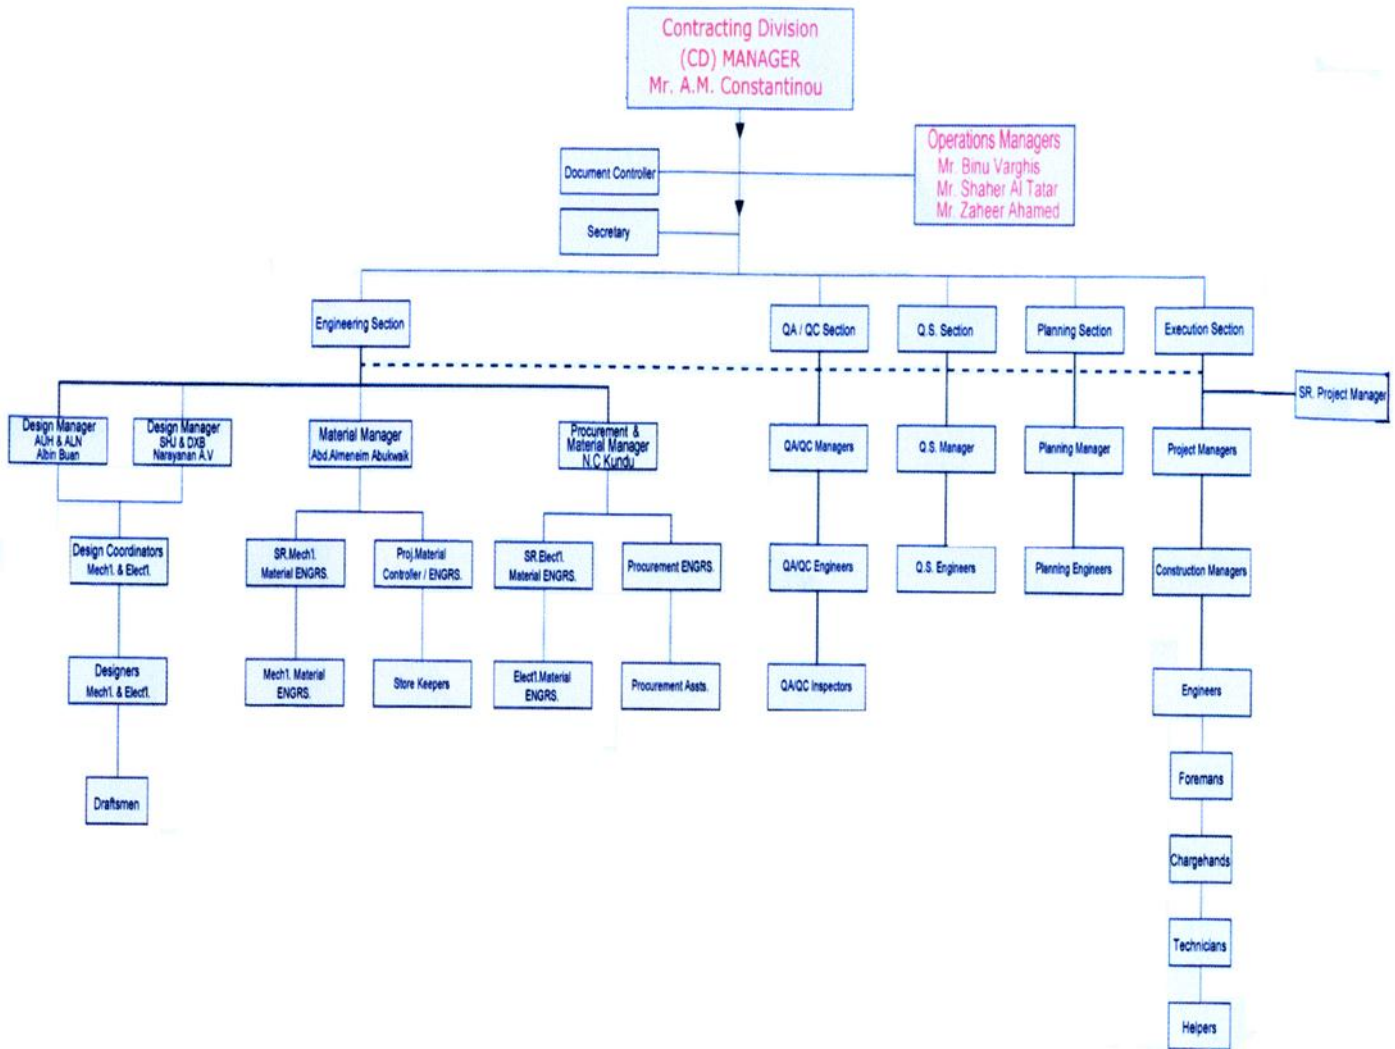 Contracting Division
(CD) MANAGER
Mr. A.M. Constantinou
Document Controller
Operations Managers
Mr. Binu Varghis
Mr. Shaher Al Tatar
Mr. Zaheer Ahamed
Secretary
Engineering Section
QA / QC Section
Q.S. Section
Planning Section
Execution Section
SR. Project Manager
Design Manager
AUH & ALN
Albin Buan
Design Manager
SHJ & DXB
Narayanan A.V
Material Manager
Abd.Almeneim Abukwaik
Procurement &
Material Manager
N.C Kundu
QA/QC Managers
Q.S. Manager
Planning Manager
Project Managers
Design Coordinators
Mech'l. & Elect'l.
SR.Mech'l.
Material ENGRS.
Proj.Material
Controller / ENGRS.
SR.Elect'l.
Material ENGRS.
Procurement ENGRS.
QA/QC Engineers
Q.S. Engineers
Planning Engineers
Construction Managers
Designers
Mech'l. & Elect'l.
Mech'l. Material
ENGRS.
Store Keepers
Elect'l.Material
ENGRS.
Procurement Assts.
QA/QC Inspectors
Engineers
Draftsmen
Foremans
Chargehands
Technicians
Helpers